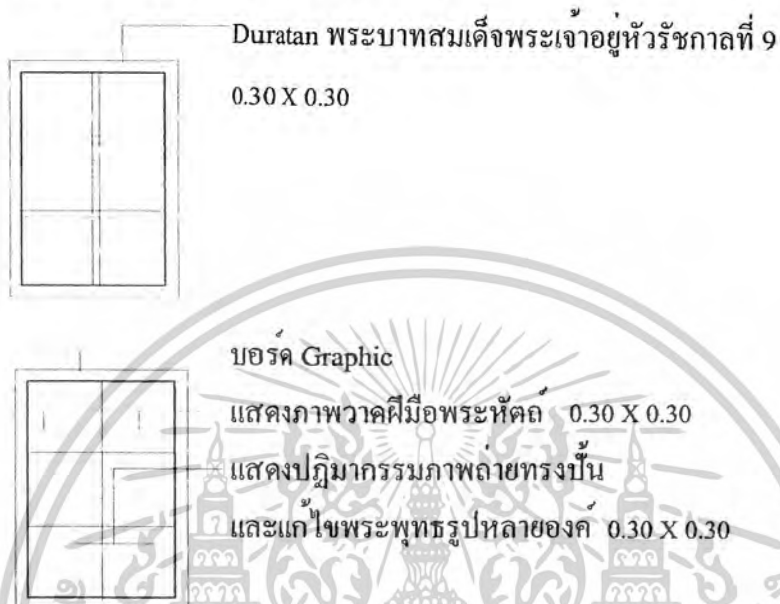 Duratan พระบาทสมเด็จพระเจ้าอยู่หัวรัชกาลที่ 9
0.30 X 0.30
บอร์ด Graphic
แสดงภาพวาดฝีมือพระหัตถ์ 0.30 X 0.30
แสดงปฏิมากรรมภาพถ่ายทรงปั้น
และแก้ไขพระพุทธรูปหลายองค์ 0.30 X 0.30